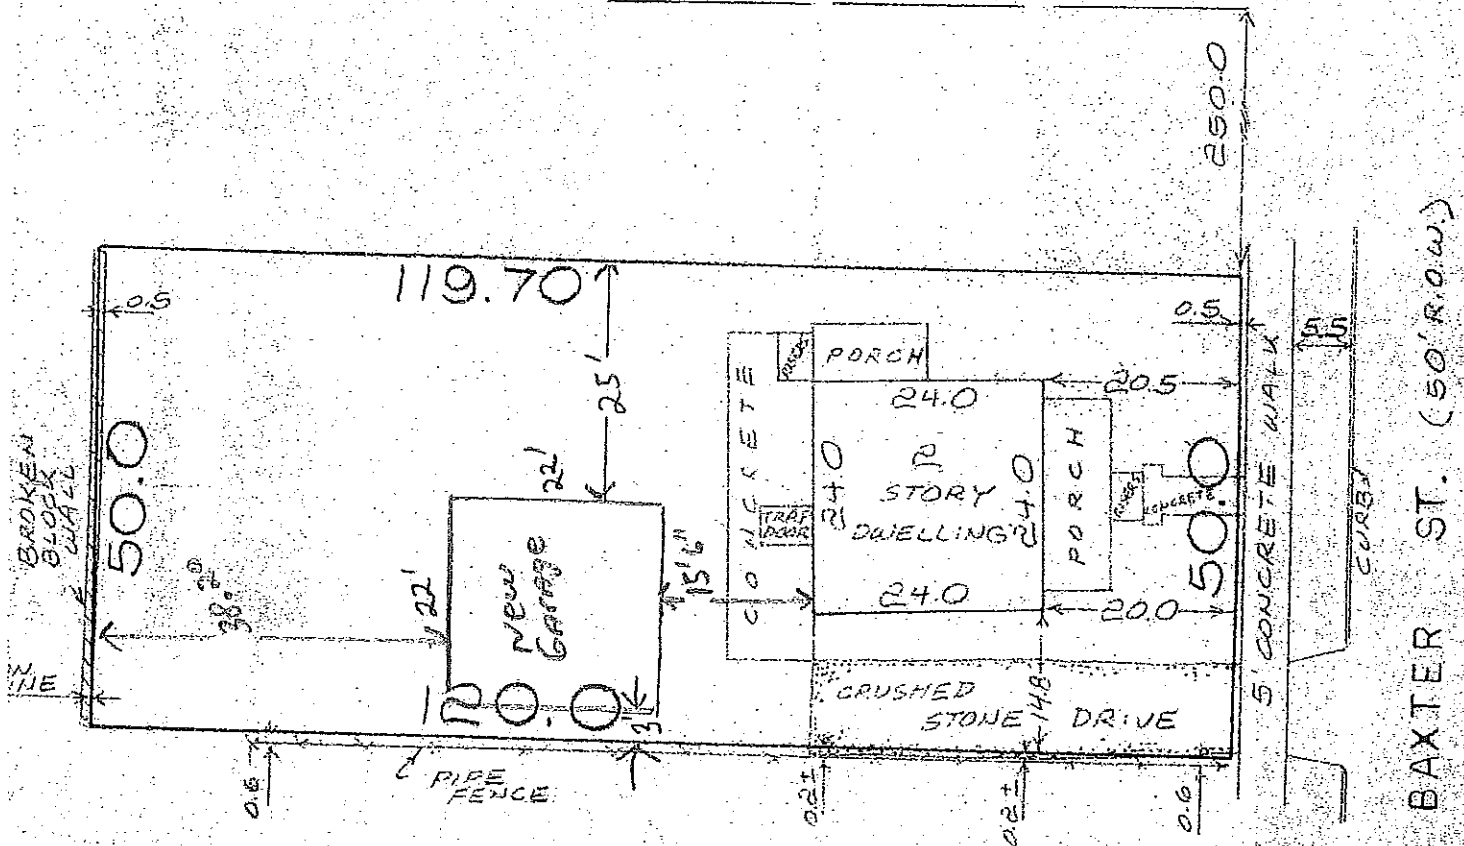 BROKEN
BLOCK
WALL
50.0
0.5
119.70
25'
38'-2"
22'
22'
NEW
GARAGE
120.0
3'
15'6"
PIPE
FENCE
0.6
CONCRETE
TRAP
DOOR
RISERS
PORCH
24.0
24.0
2
STORY
DWELLING
24.0
24.0
PORCH
RISERS
CONCRETE
20.5
20.0
50.0
0.5
250.0
CRUSHED
STONE DRIVE
14.8
0.2±
0.2±
0.6
5' CONCRETE WALK
5.5
CURB
BAXTER ST. (50' R.O.W.)